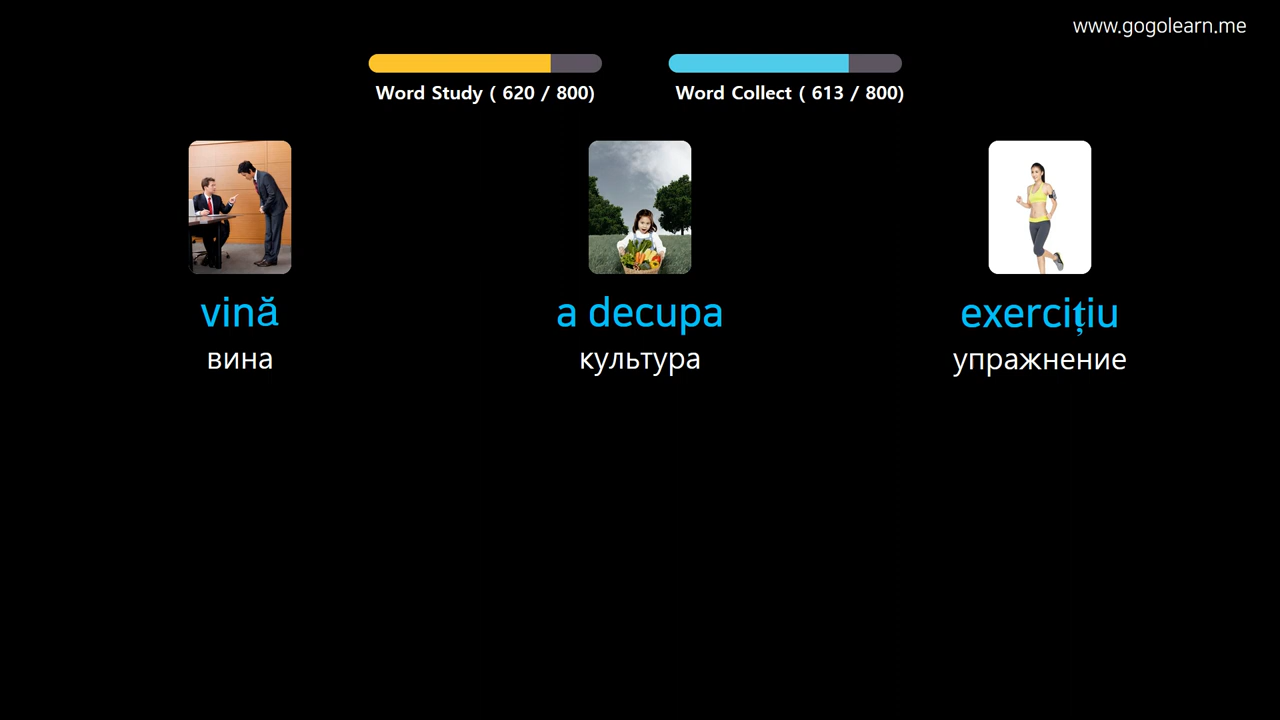 www.gogolearn.me
Word Study ( 620 / 800)
Word Collect ( 613 / 800)
vină
a decupa
exercițiu
вина
культура
упражнение